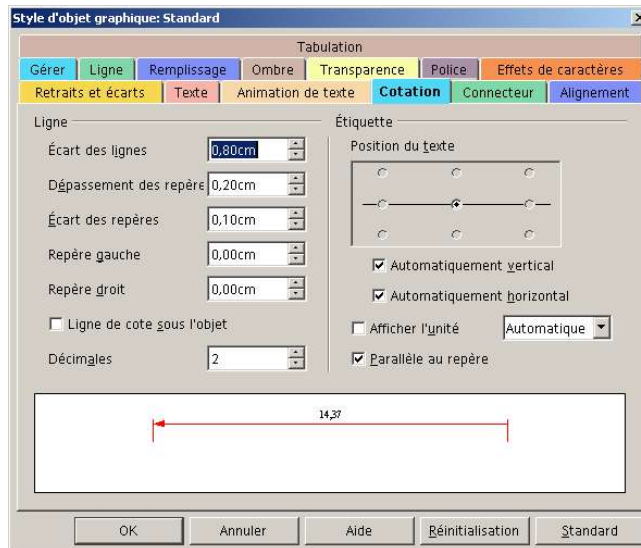 Style d'objet graphique: Standard
Tabulation
Gérer Ligne Remplissage Ombre Transparence Police Effets de caractères
Retraits et écarts Texte Animation de texte Cotation Connecteur Alignement
Ligne
Écart des lignes 0,80cm
Dépassement des repère 0,20cm
Écart des repères 0,10cm
Repère gauche 0,00cm
Repère droit 0,00cm
Ligne de cote sous l'objet
Décimales 2
Étiquette
Position du texte
Automatiquement vertical
Automatiquement horizontal
Afficher l'unité Automatique
Parallèle au repère
14,37
OK Annuler Aide Réinitialisation Standard